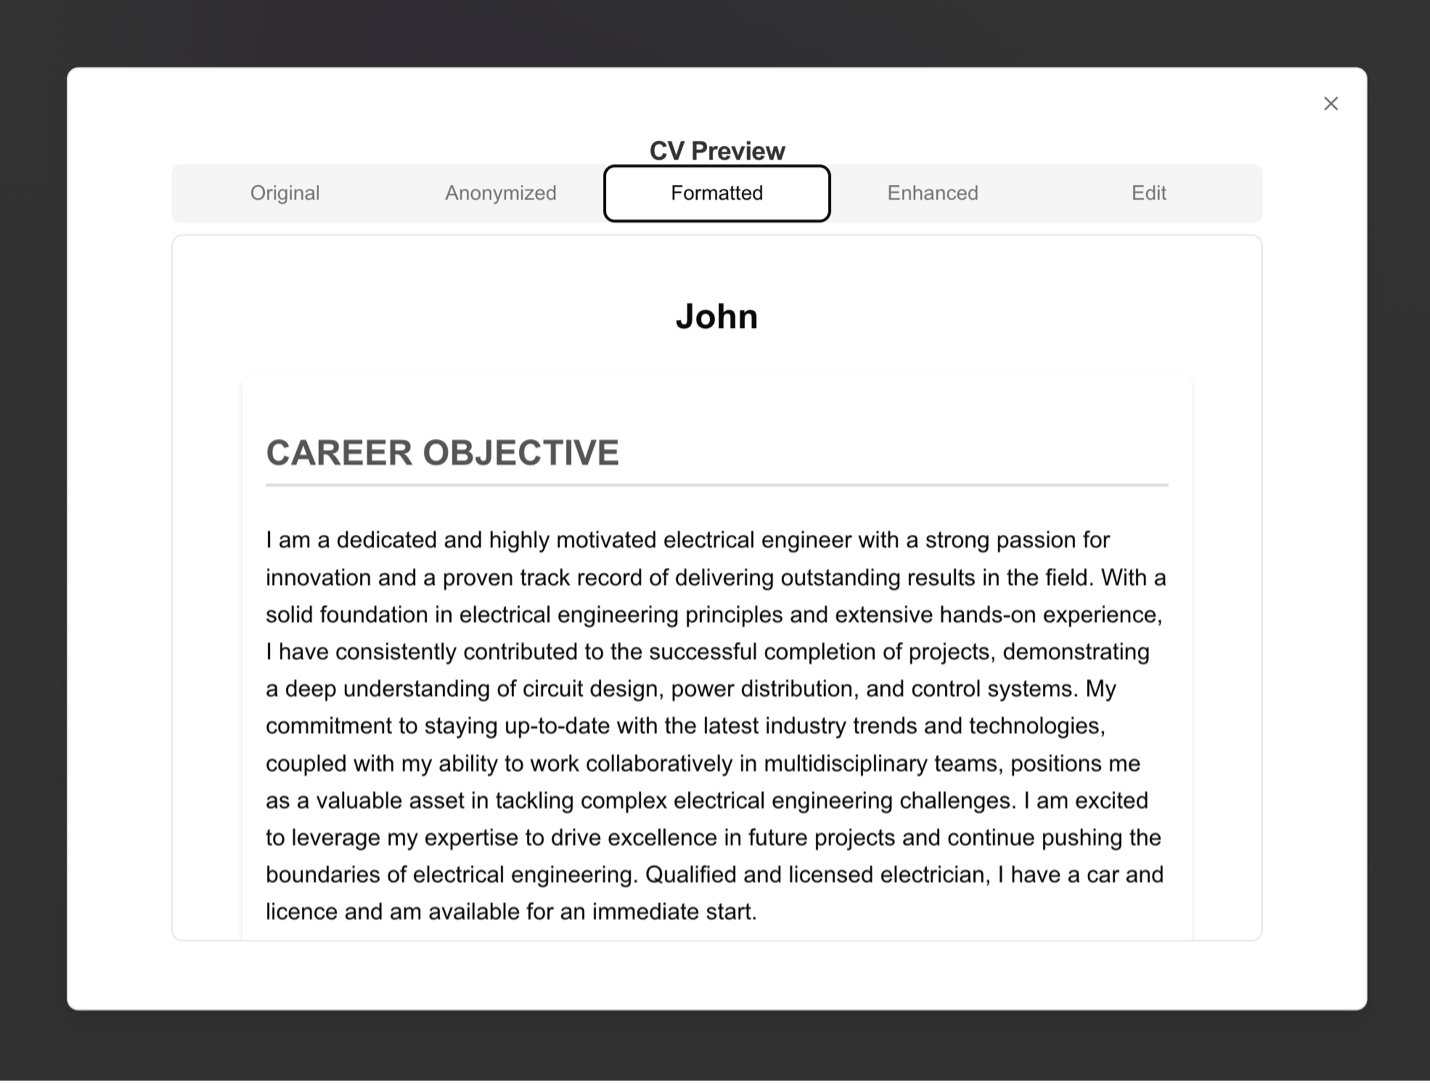 CV Preview
Original
Anonymized
Formatted
Enhanced
Edit
John
CAREER OBJECTIVE
I am a dedicated and highly motivated electrical engineer with a strong passion for
innovation and a proven track record of delivering outstanding results in the field. With a
solid foundation in electrical engineering principles and extensive hands-on experience,
I have consistently contributed to the successful completion of projects, demonstrating
a deep understanding of circuit design, power distribution, and control systems. My
commitment to staying up-to-date with the latest industry trends and technologies,
coupled with my ability to work collaboratively in multidisciplinary teams, positions me
as a valuable asset in tackling complex electrical engineering challenges. I am excited
to leverage my expertise to drive excellence in future projects and continue pushing the
boundaries of electrical engineering. Qualified and licensed electrician, I have a car and
licence and am available for an immediate start.